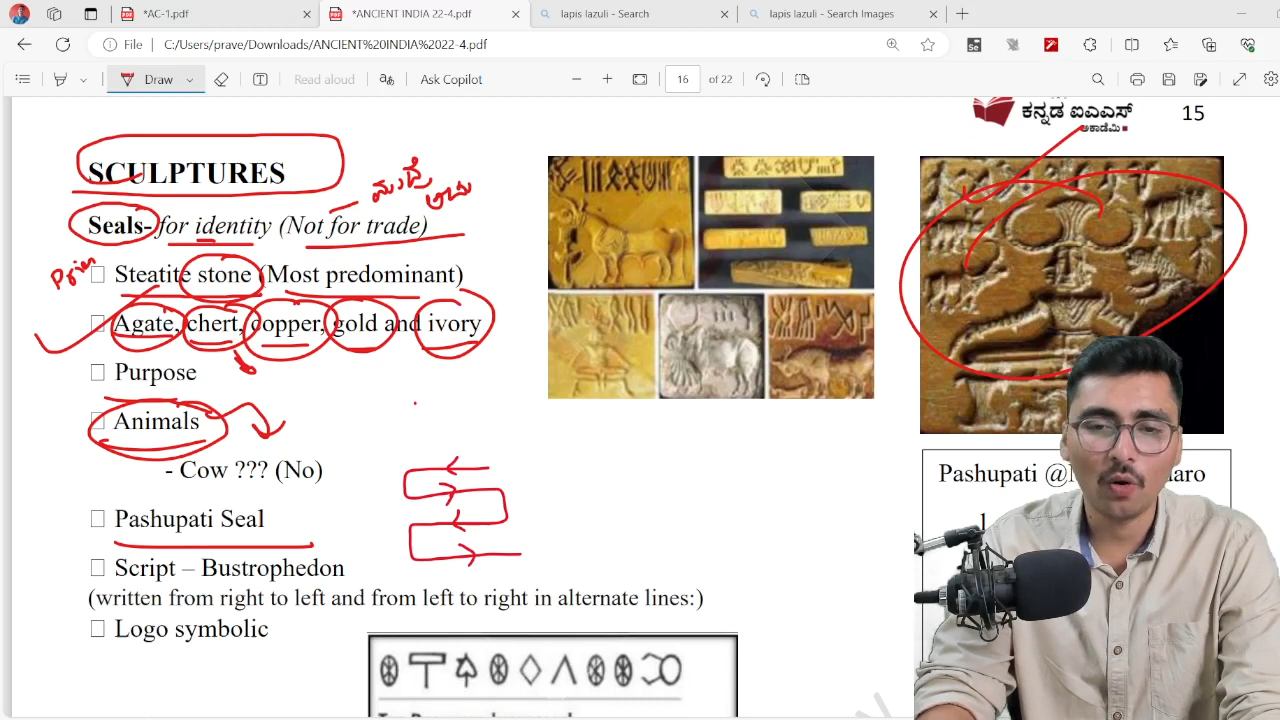 *AC-1.pdf
*ANCIENT INDIA 22-4.pdf
lapis lazuli - Search
lapis lazuli - Search Images
File C:/Users/prave/Downloads/ANCIENT%20INDIA%2022-4.pdf
Draw Read aloud Ask Copilot 16 of 22
ಕನ್ನಡ ಐಎಎಸ್ 15
ಅಕಾಡೆಮಿ
SCULPTURES
Seals- for identity (Not for trade)
Steatite stone (Most predominant)
Agate, chert, copper, gold and ivory
Purpose
Animals
- Cow ??? (No)
Pashupati Seal
Script – Bustrophedon
(written from right to left and from left to right in alternate lines:)
Logo symbolic
Pashupati